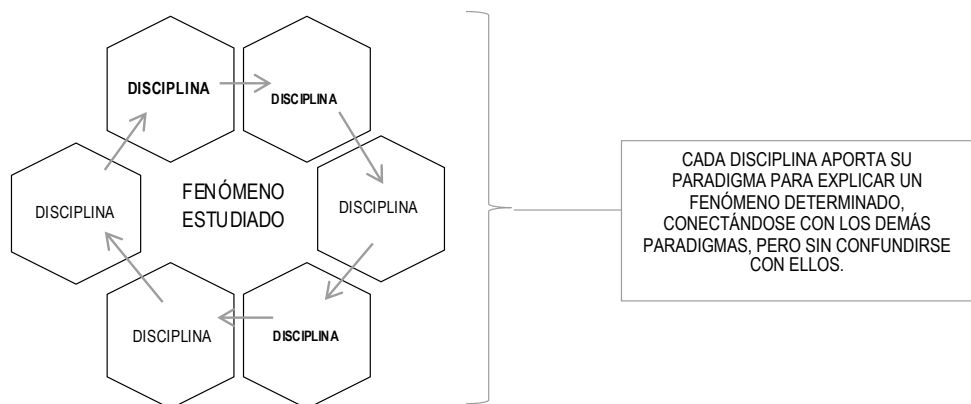 DISCIPLINA
DISCIPLINA
DISCIPLINA
FENÓMENO
ESTUDIADO
DISCIPLINA
DISCIPLINA
DISCIPLINA
CADA DISCIPLINA APORTA SU
PARADIGMA PARA EXPLICAR UN
FENÓMENO DETERMINADO,
CONECTÁNDOSE CON LOS DEMÁS
PARADIGMAS, PERO SIN CONFUNDIRSE
CON ELLOS.